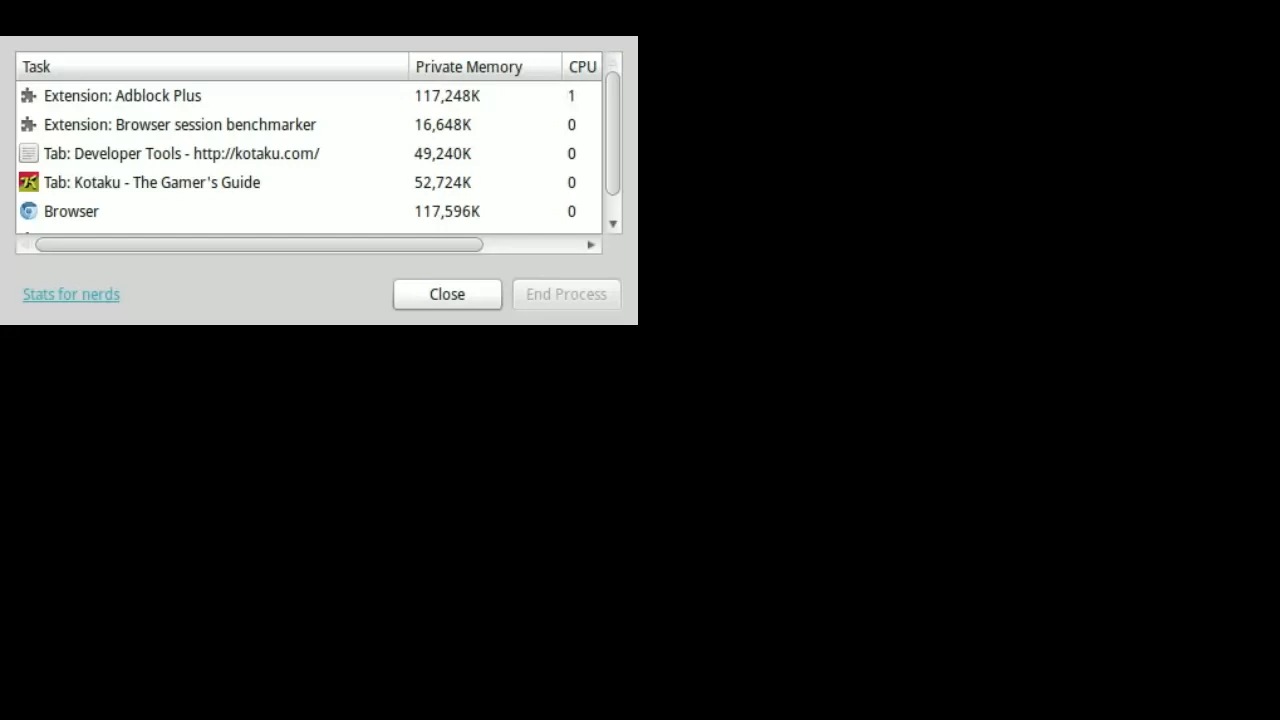 Task Private Memory CPU
Extension: Adblock Plus 117,248K 1
Extension: Browser session benchmarker 16,648K 0
Tab: Developer Tools - http://kotaku.com/ 49,240K 0
Tab: Kotaku - The Gamer's Guide 52,724K 0
Browser 117,596K 0
Stats for nerds Close End Process